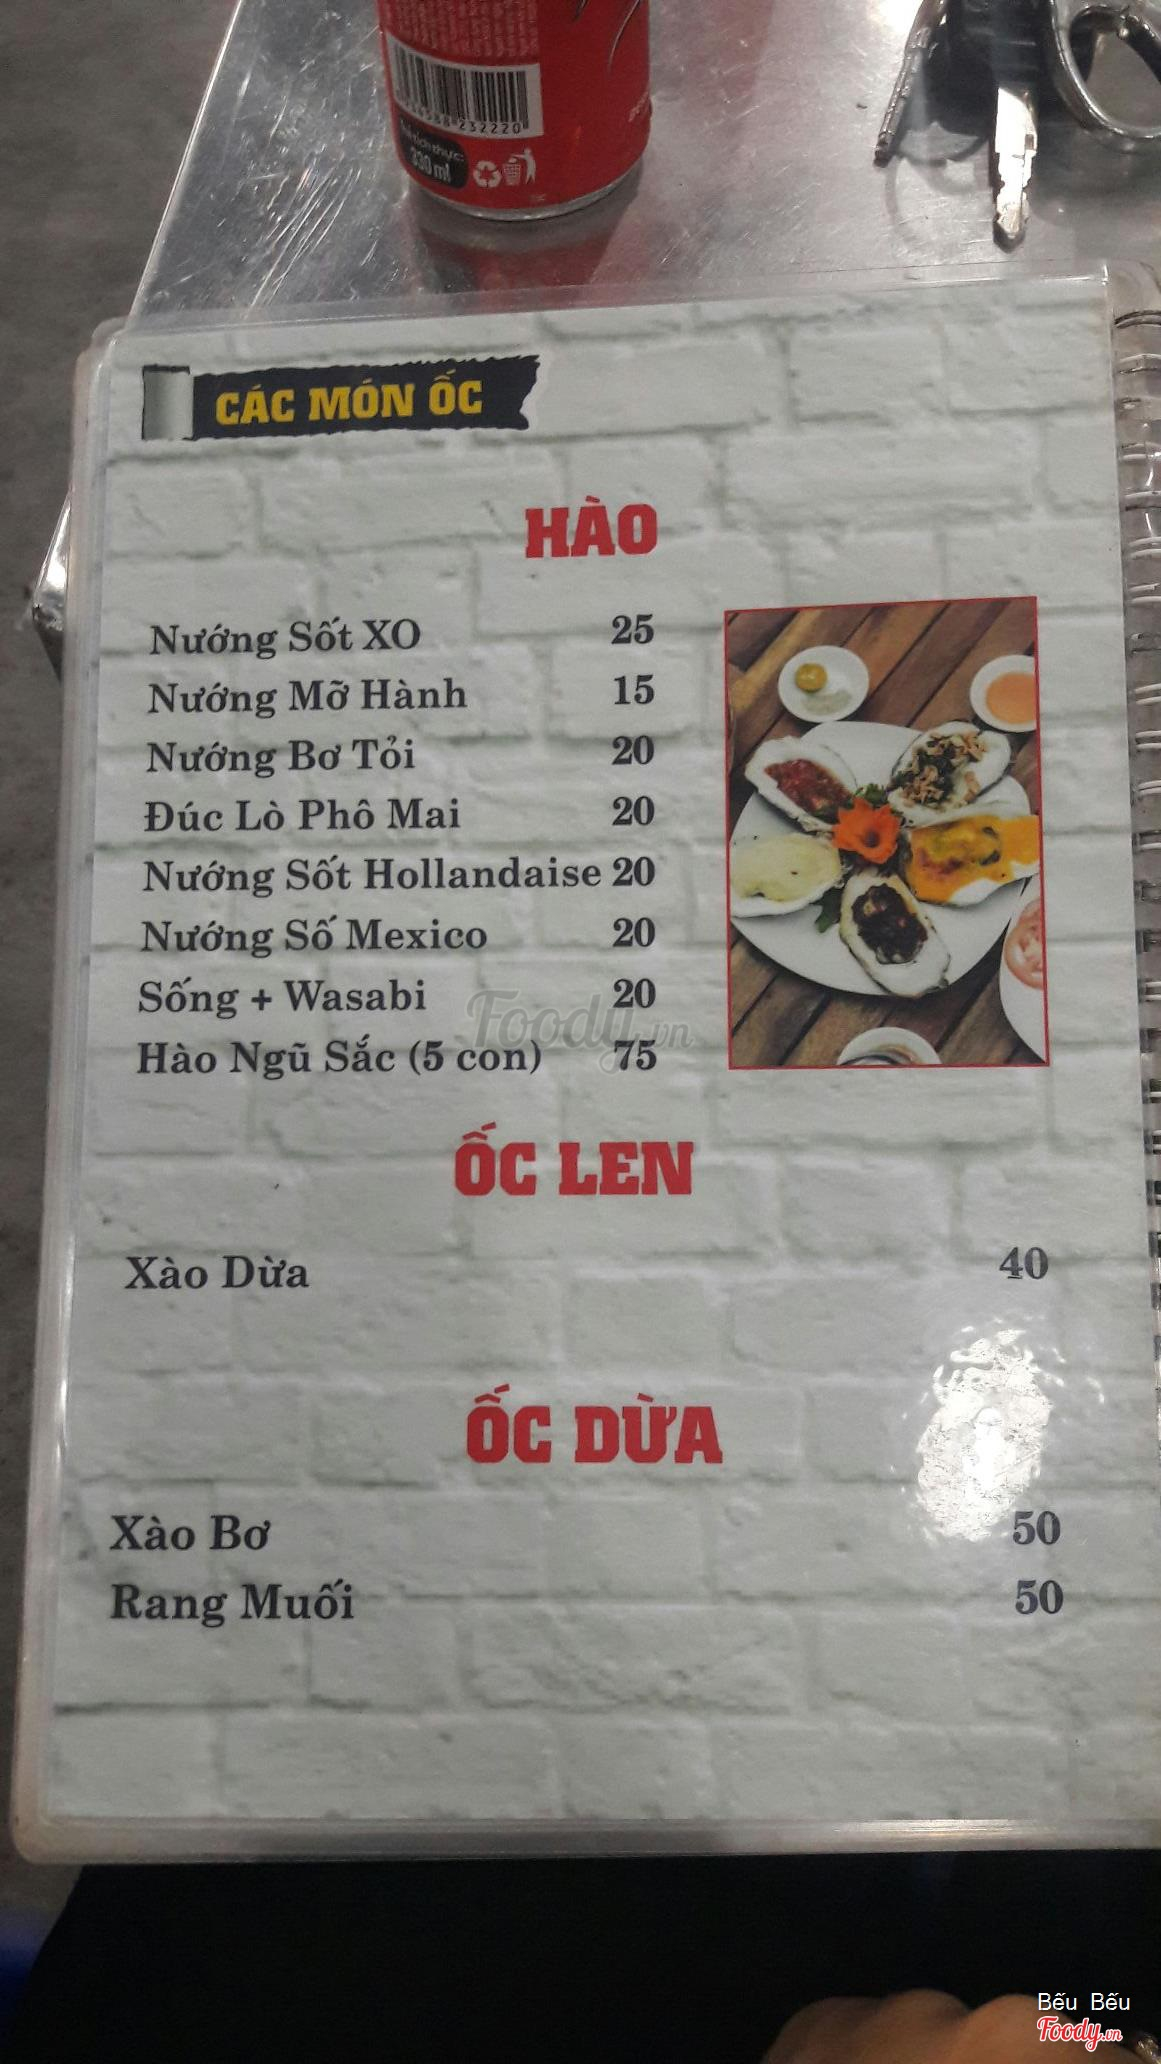 232220
330 ml
CÁC MÓN ỐC
HÀO
Nướng Sốt XO 25
Nướng Mỡ Hành 15
Nướng Bơ Tỏi 20
Đúc Lò Phô Mai 20
Nướng Sốt Hollandaise 20
Nướng Số Mexico 20
Sống + Wasabi 20
Hào Ngũ Sắc (5 con) 75
Foody.vn
ỐC LEN
Xào Dừa 40
ỐC DỪA
Xào Bơ 50
Rang Muối 50
Bếu Bếu
Foody.vn